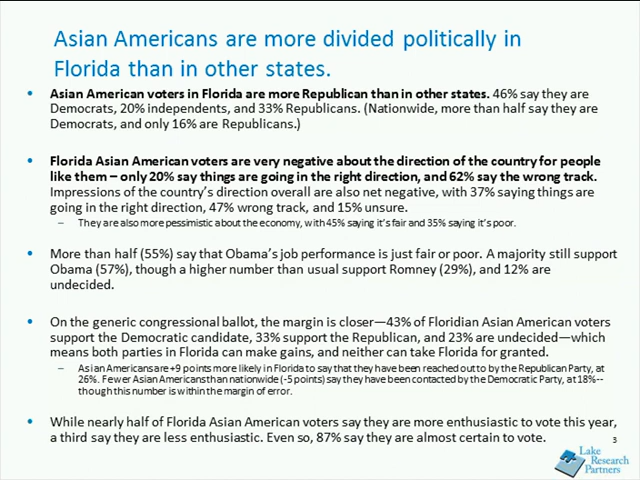 Asian Americans are more divided politically in
Florida than in other states.
• Asian American voters in Florida are more Republican than in other states. 46% say they are
Democrats, 20% independents, and 33% Republicans. (Nationwide, more than half say they are
Democrats, and only 16% are Republicans.)
• Florida Asian American voters are very negative about the direction of the country for people
like them – only 20% say things are going in the right direction, and 62% say the wrong track.
Impressions of the country's direction overall are also net negative, with 37% saying things are
going in the right direction, 47% wrong track, and 15% unsure.
– They are also more pessimistic about the economy, with 45% saying it's fair and 35% saying it's poor.
• More than half (55%) say that Obama's job performance is just fair or poor. A majority still support
Obama (57%), though a higher number than usual support Romney (29%), and 12% are
undecided.
• On the generic congressional ballot, the margin is closer—43% of Floridian Asian American voters
support the Democratic candidate, 33% support the Republican, and 23% are undecided—which
means both parties in Florida can make gains, and neither can take Florida for granted.
– Asian Americans are +9 points more likely in Florida to say that they have been reached out to by the Republican Party, at
26%. Fewer Asian Americans than nationwide (-5 points) say they have been contacted by the Democratic Party, at 18%--
though this number is within the margin of error.
• While nearly half of Florida Asian American voters say they are more enthusiastic to vote this year,
a third say they are less enthusiastic. Even so, 87% say they are almost certain to vote.
3
Lake
Research
Partners